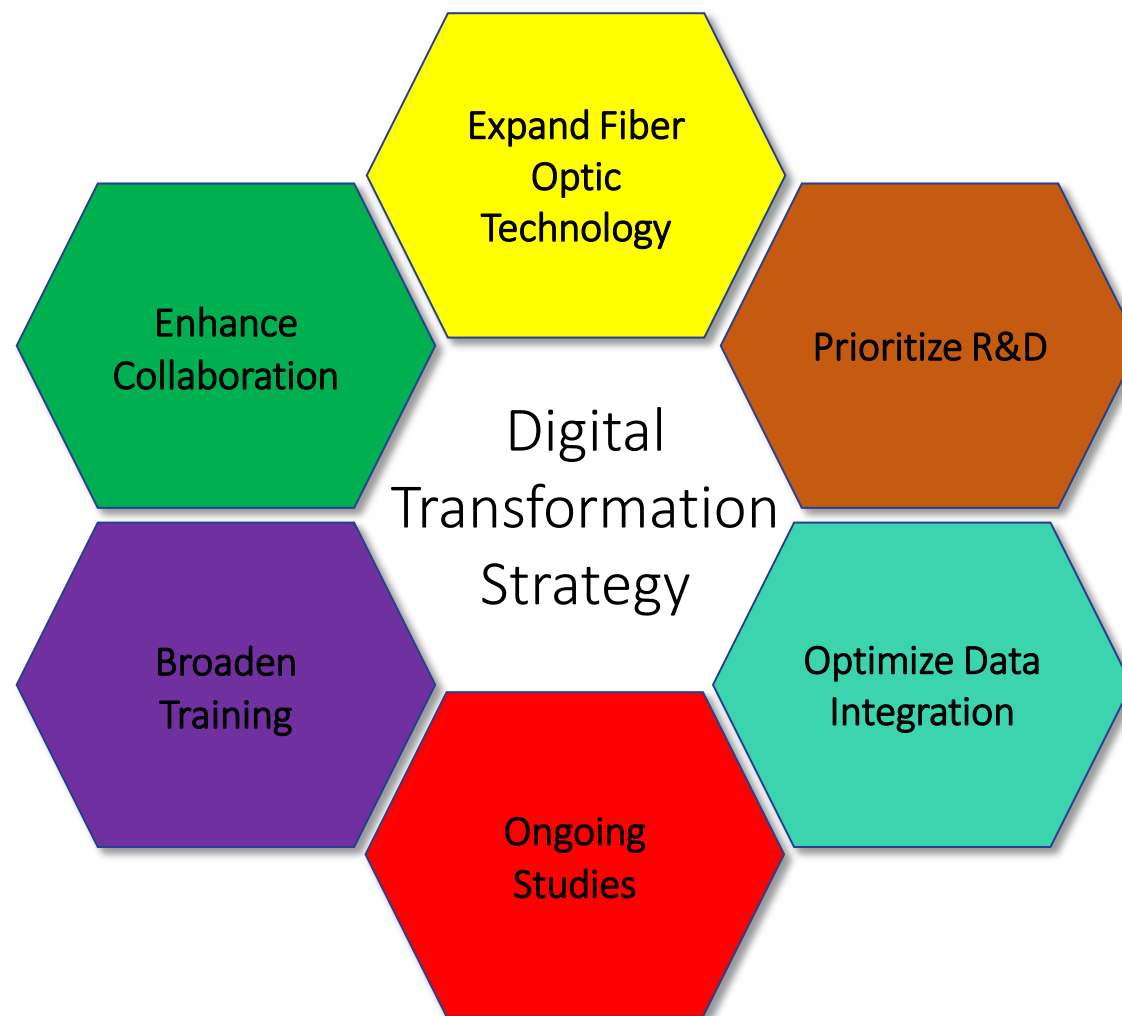 Expand Fiber
Optic
Technology
Enhance
Collaboration
Prioritize R&D
Digital
Transformation
Strategy
Broaden
Training
Optimize Data
Integration
Ongoing
Studies